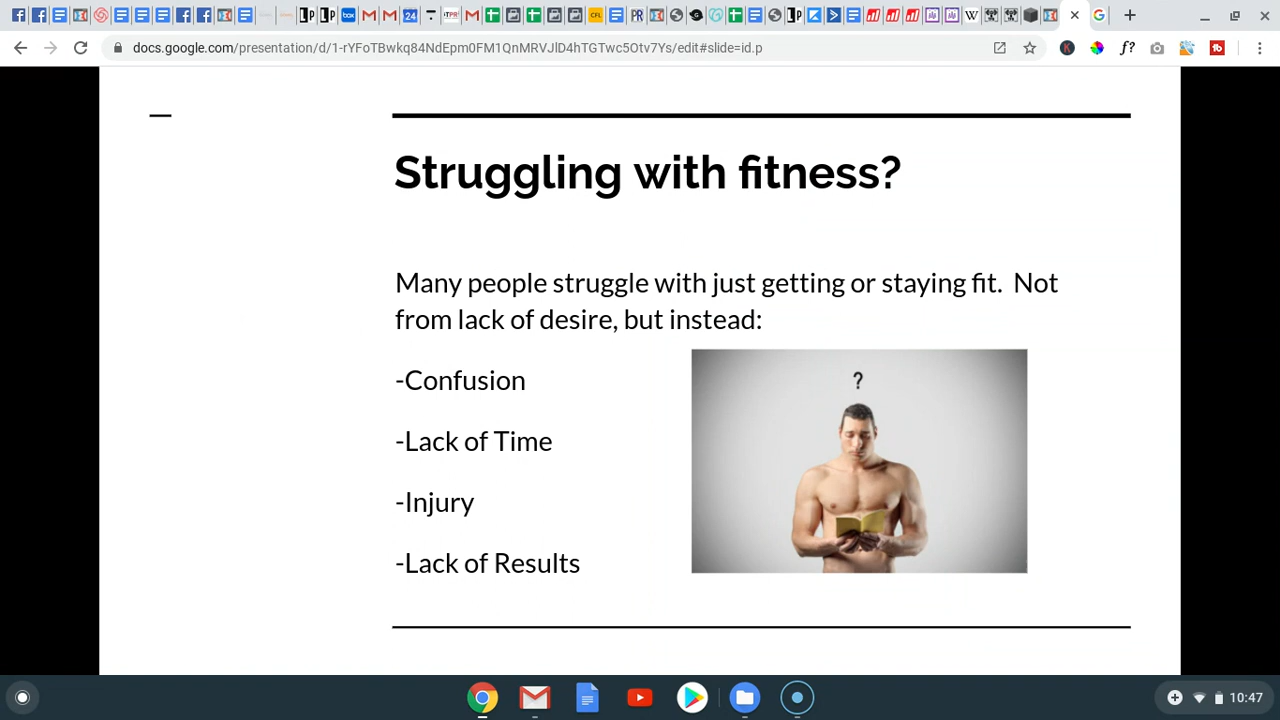 24
docs.google.com/presentation/d/1-rYFoTBwkq84NdEpm0FM1QnMRVJlD4hTGTwc5Otv7Ys/edit#slide=id.p
f?
Struggling with fitness?
Many people struggle with just getting or staying fit.  Not
from lack of desire, but instead:
-Confusion
?
-Lack of Time
-Injury
-Lack of Results
10:47